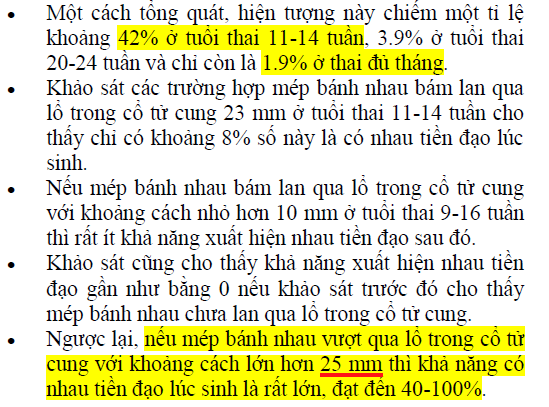 • Một cách tổng quát, hiện tượng này chiếm một tỉ lệ
khoảng 42% ở tuổi thai 11-14 tuần, 3.9% ở tuổi thai
20-24 tuần và chỉ còn là 1.9% ở thai đủ tháng.
• Khảo sát các trường hợp mép bánh nhau bám lan qua
lổ trong cổ tử cung 23 mm ở tuổi thai 11-14 tuần cho
thấy chỉ có khoảng 8% số này là có nhau tiền đạo lúc
sinh.
• Nếu mép bánh nhau bám lan qua lổ trong cổ tử cung
với khoảng cách nhỏ hơn 10 mm ở tuổi thai 9-16 tuần
thì rất ít khả năng xuất hiện nhau tiền đạo sau đó.
• Khảo sát cũng cho thấy khả năng xuất hiện nhau tiền
đạo gần như bằng 0 nếu khảo sát trước đó cho thấy
mép bánh nhau chưa lan qua lổ trong cổ tử cung.
• Ngược lại, nếu mép bánh nhau vượt qua lổ trong cổ tử
cung với khoảng cách lớn hơn 25 mm thì khả năng có
nhau tiền đạo lúc sinh là rất lớn, đạt đến 40-100%.